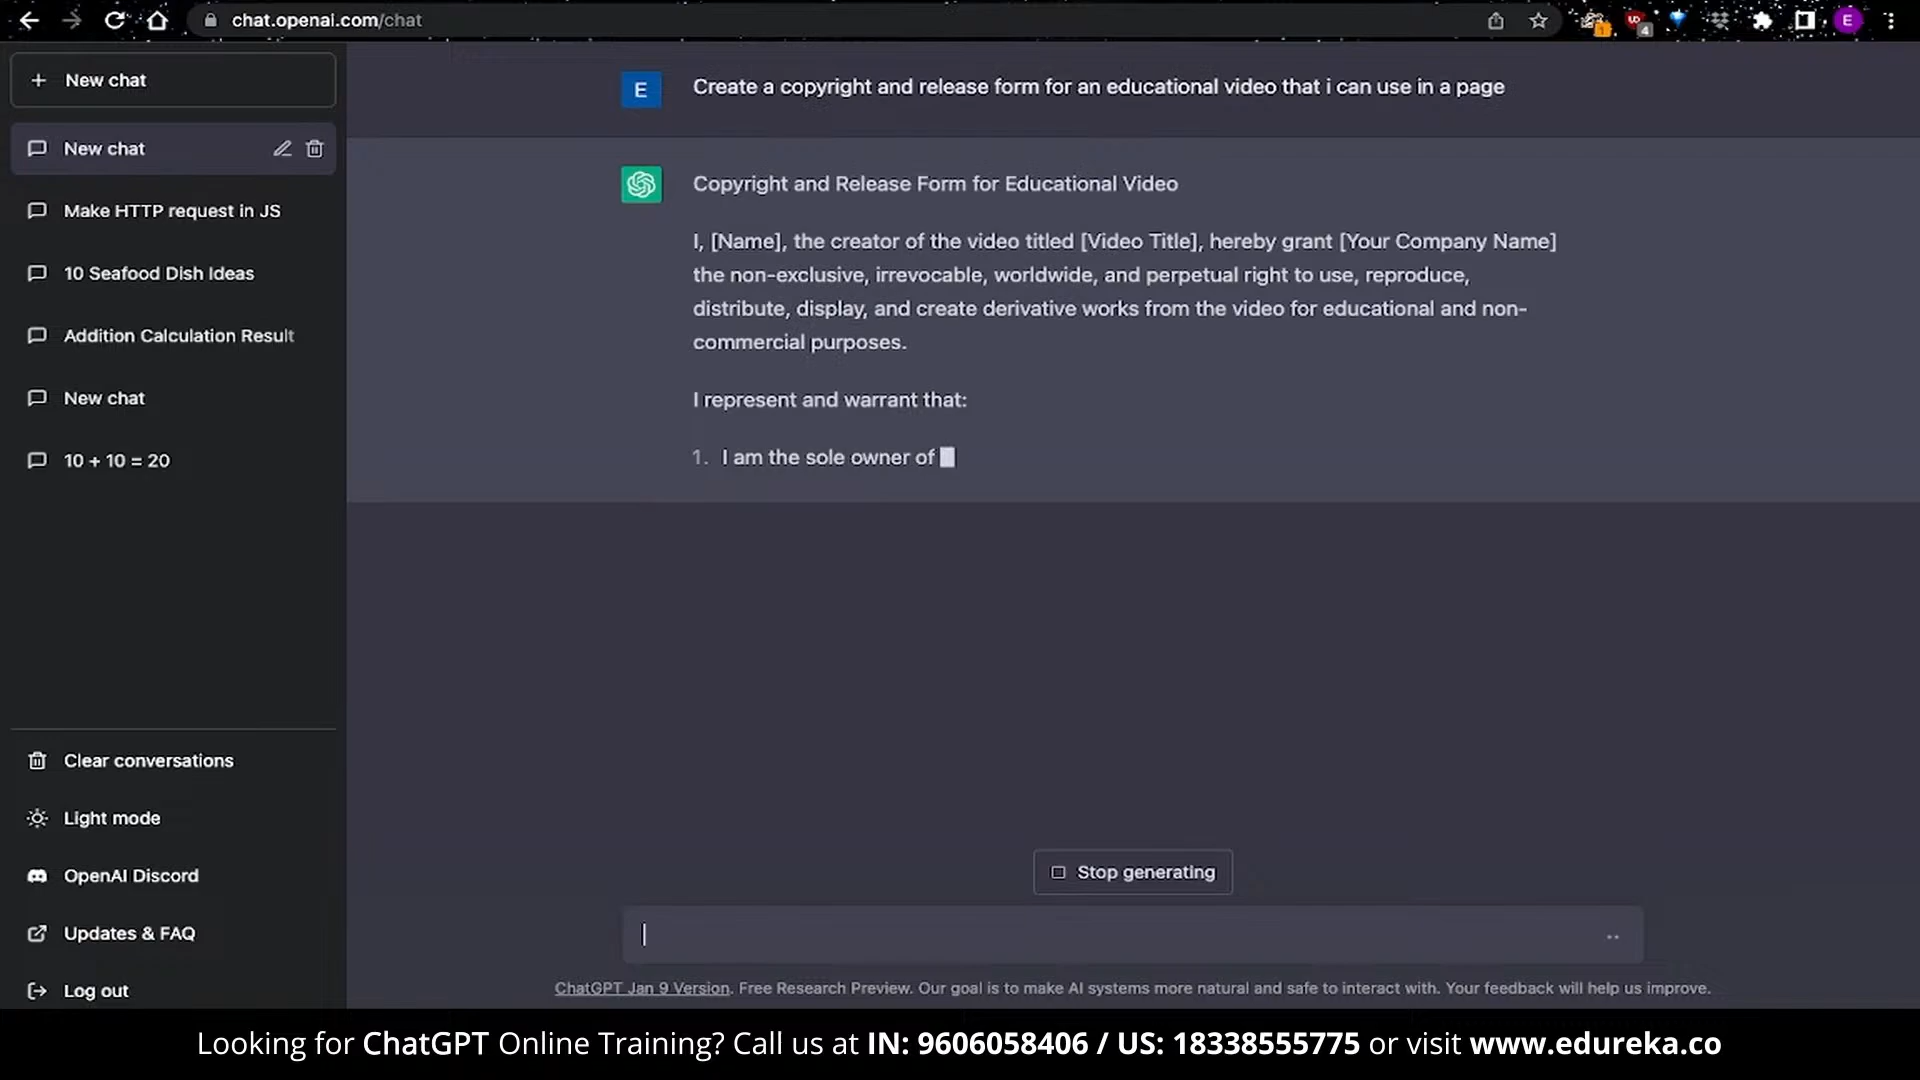 chat.openai.com/chat
New chat
New chat
Make HTTP request in JS
10 Seafood Dish Ideas
Addition Calculation Result
New chat
10 + 10 = 20
Clear conversations
Light mode
OpenAI Discord
Updates & FAQ
Log out
E
Create a copyright and release form for an educational video that i can use in a page
Copyright and Release Form for Educational Video
I, [Name], the creator of the video titled [Video Title], hereby grant [Your Company Name]
the non-exclusive, irrevocable, worldwide, and perpetual right to use, reproduce,
distribute, display, and create derivative works from the video for educational and non-
commercial purposes.
I represent and warrant that:
1. I am the sole owner of
Stop generating
ChatGPT Jan 9 Version. Free Research Preview. Our goal is to make AI systems more natural and safe to interact with. Your feedback will help us improve.
Looking for ChatGPT Online Training? Call us at IN: 9606058406 / US: 18338555775 or visit www.edureka.co
E
4
1